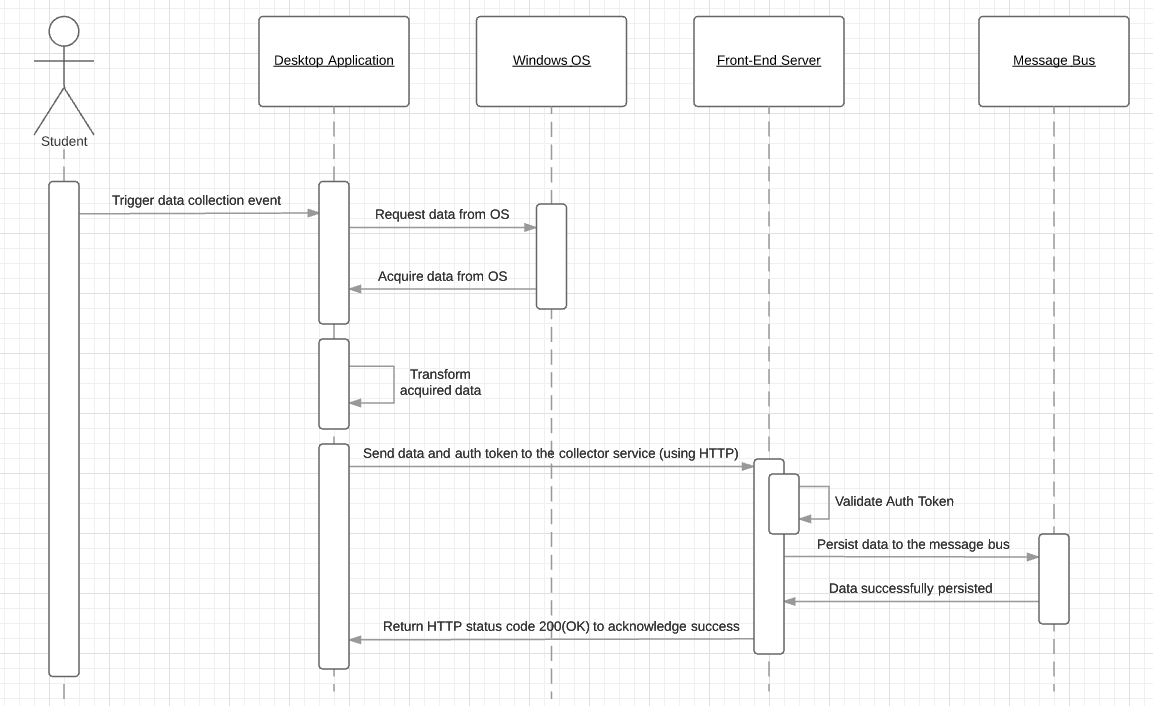 Desktop Application
Windows OS
Front-End Server
Message Bus
Student
Trigger data collection event
Request data from OS
Acquire data from OS
Transform
acquired data
Send data and auth token to the collector service (using HTTP)
Validate Auth Token
Persist data to the message bus
Data successfully persisted
Return HTTP status code 200(OK) to acknowledge success